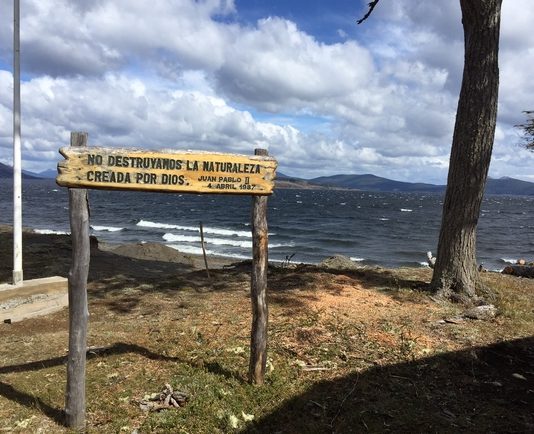 NO DESTRUYAMOS LA NATURALEZA
CREADA POR DIOS. JUAN PABLO II
4 ABRIL 1987